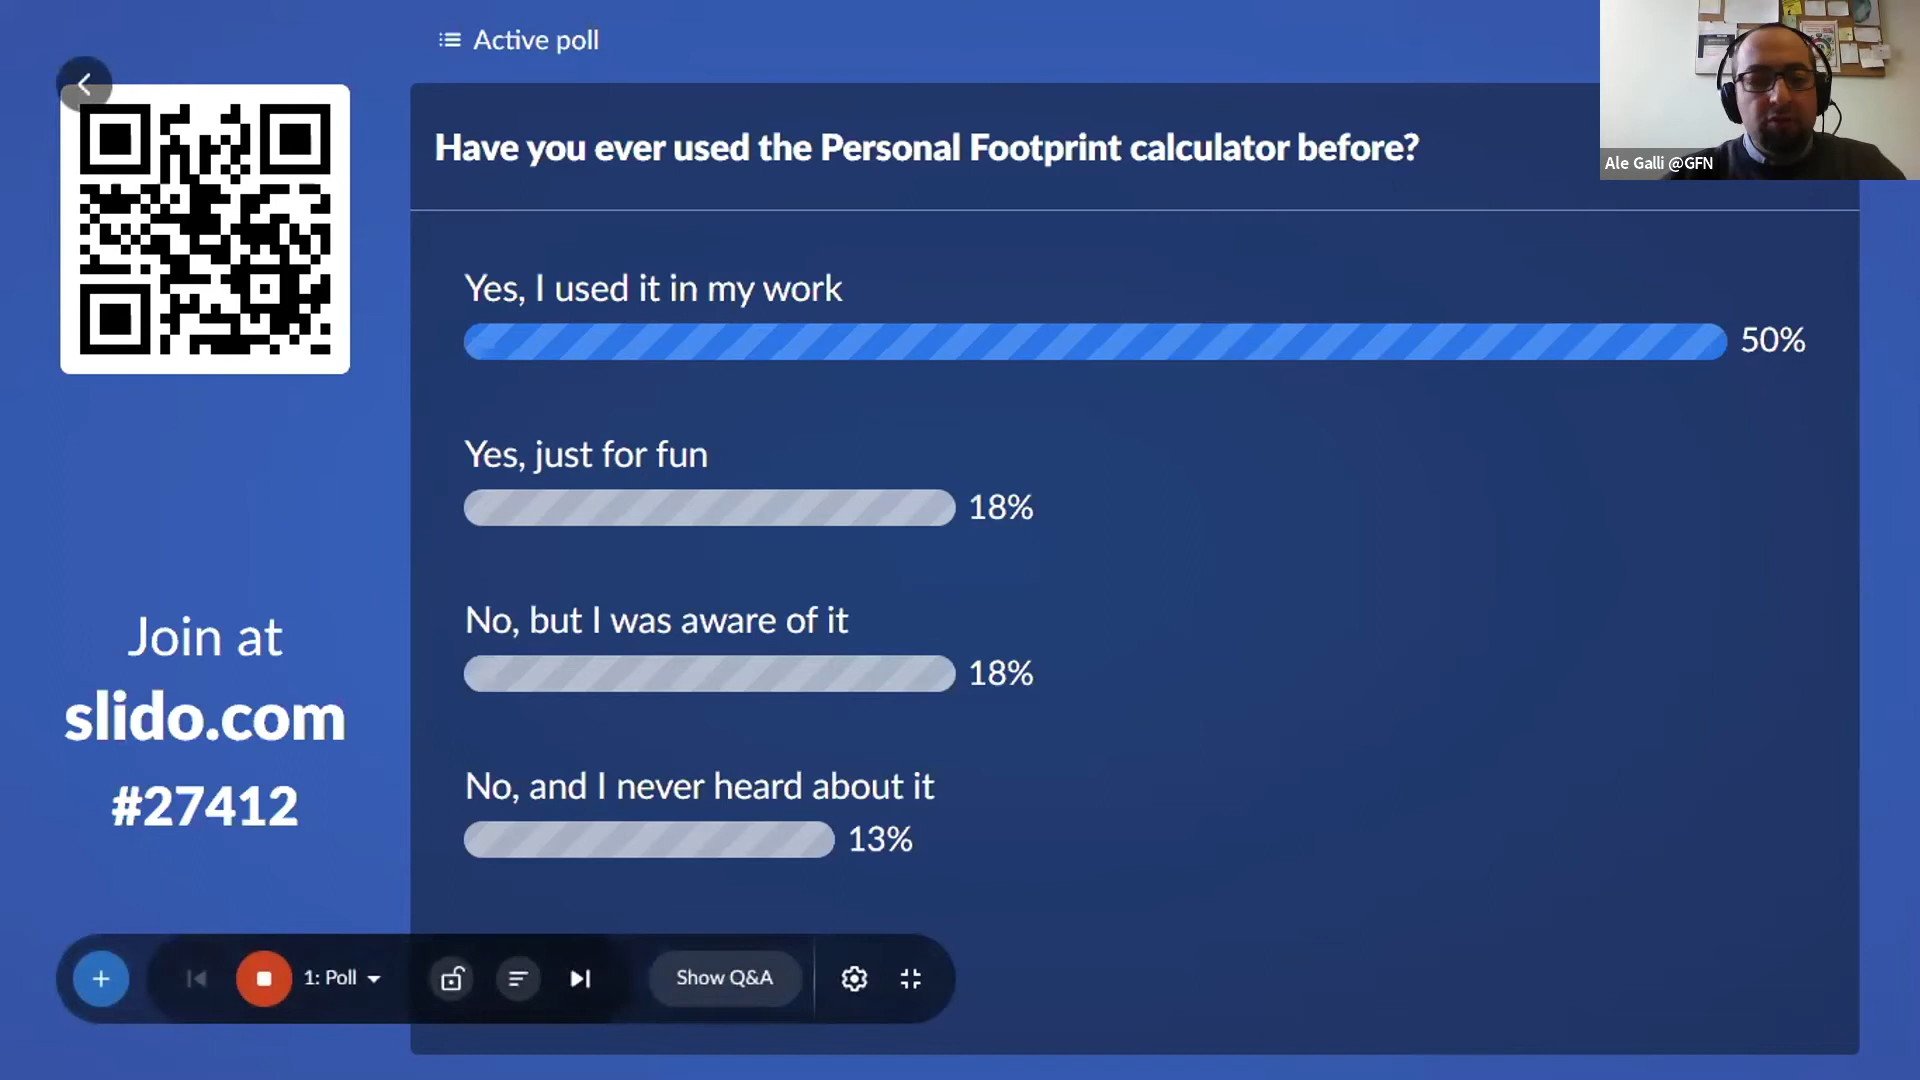 Active poll
Have you ever used the Personal Footprint calculator before?
Ale Galli @GFN
Yes, I used it in my work
50%
Yes, just for fun
18%
No, but I was aware of it
18%
No, and I never heard about it
13%
Join at
slido.com
#27412
1: Poll
Show Q&A